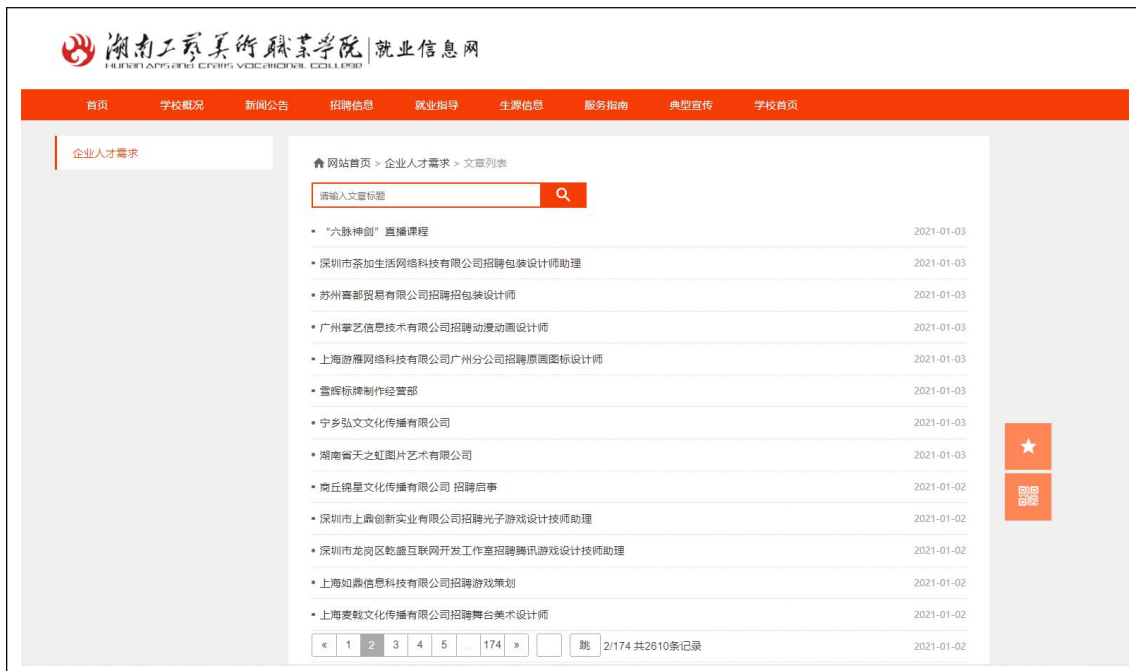 湖南工艺美术职业学院|就业信息网
Hunan Arts and Crafts Vocational College
首页 学校概况 新闻公告 招聘信息 就业指导 生源信息 服务指南 典型宣传 学校首页
企业人才需求
网站首页 > 企业人才需求 > 文章列表
请输入文章标题
“六脉神剑”直播课程 2021-01-03
深圳市茶加生活网络科技有限公司招聘包装设计师助理 2021-01-03
苏州喜都贸易有限公司招聘招包装设计师 2021-01-03
广州掌艺信息技术有限公司招聘动漫动画设计师 2021-01-03
上海游雁网络科技有限公司广州分公司招聘原画图标设计师 2021-01-03
雪辉标牌制作经营部 2021-01-03
宁乡弘文文化传播有限公司 2021-01-03
湖南省天之虹图片艺术有限公司 2021-01-03
商丘锦星文化传播有限公司 招聘启事 2021-01-02
深圳市上鼎创新实业有限公司招聘光子游戏设计技师助理 2021-01-02
深圳市龙岗区乾盛互联网开发工作室招聘腾讯游戏设计技师助理 2021-01-02
上海如鼎信息科技有限公司招聘游戏策划 2021-01-02
上海麦戟文化传播有限公司招聘舞台美术设计师 2021-01-02
« 1 2 3 4 5 ... 174 » 跳 2/174 共2610条记录 2021-01-02